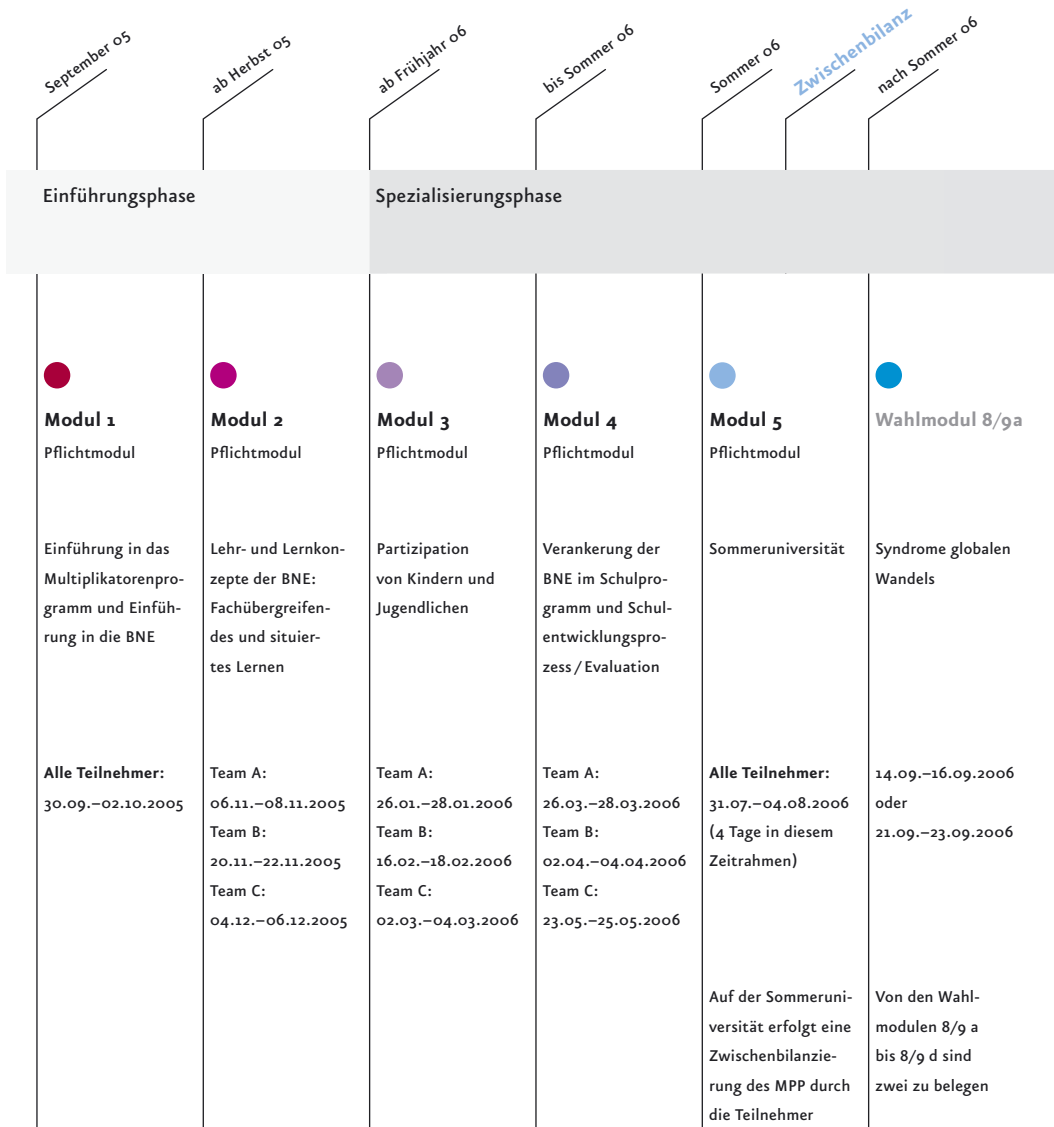 September 05
ab Herbst 05
ab Frühjahr 06
bis Sommer 06
Sommer 06
Zwischenbilanz
nach Sommer 06
Einführungsphase
Spezialisierungsphase
Modul 1
Pflichtmodul
Einführung in das
Multiplikatorenpro-
gramm und Einfüh-
rung in die BNE
Alle Teilnehmer:
30.09.–02.10.2005
Modul 2
Pflichtmodul
Lehr- und Lernkon-
zepte der BNE:
Fachübergreifen-
des und situier-
tes Lernen
Team A:
06.11.–08.11.2005
Team B:
20.11.–22.11.2005
Team C:
04.12.–06.12.2005
Modul 3
Pflichtmodul
Partizipation
von Kindern und
Jugendlichen
Team A:
26.01.–28.01.2006
Team B:
16.02.–18.02.2006
Team C:
02.03.–04.03.2006
Modul 4
Pflichtmodul
Verankerung der
BNE im Schulpro-
gramm und Schul-
entwicklungspro-
zess / Evaluation
Team A:
26.03.–28.03.2006
Team B:
02.04.–04.04.2006
Team C:
23.05.–25.05.2006
Modul 5
Pflichtmodul
Sommeruniversität
Alle Teilnehmer:
31.07.–04.08.2006
(4 Tage in diesem
Zeitrahmen)
Auf der Sommeruni-
versität erfolgt eine
Zwischenbilanzie-
rung des MPP durch
die Teilnehmer
Wahlmodul 8/9a
Syndrome globalen
Wandels
14.09.–16.09.2006
oder
21.09.–23.09.2006
Von den Wahl-
modulen 8/9 a
bis 8/9 d sind
zwei zu belegen